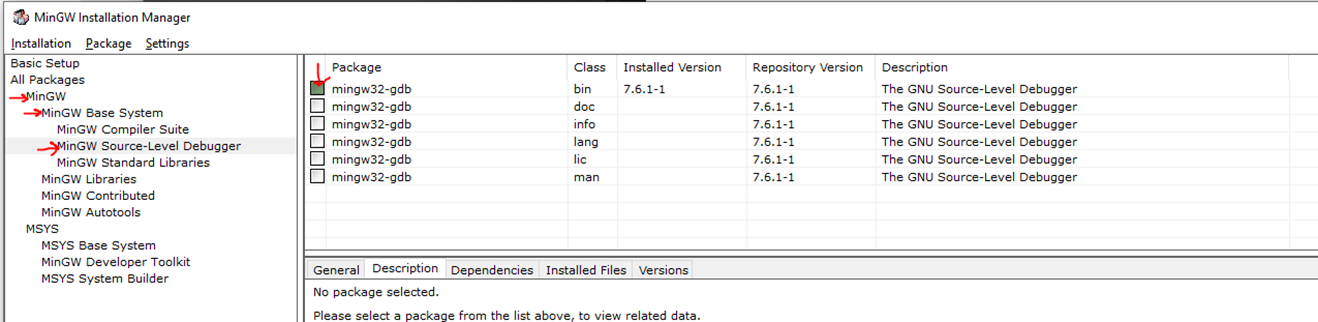 MinGW Installation Manager
Installation Package Settings
Basic Setup
All Packages
MinGW
MinGW Base System
MinGW Compiler Suite
MinGW Source-Level Debugger
MinGW Standard Libraries
MinGW Libraries
MinGW Contributed
MinGW Autotools
MSYS
MSYS Base System
MinGW Developer Toolkit
MSYS System Builder
Package Class Installed Version Repository Version Description
mingw32-gdb bin 7.6.1-1 7.6.1-1 The GNU Source-Level Debugger
mingw32-gdb doc 7.6.1-1 The GNU Source-Level Debugger
mingw32-gdb info 7.6.1-1 The GNU Source-Level Debugger
mingw32-gdb lang 7.6.1-1 The GNU Source-Level Debugger
mingw32-gdb lic 7.6.1-1 The GNU Source-Level Debugger
mingw32-gdb man 7.6.1-1 The GNU Source-Level Debugger
General Description Dependencies Installed Files Versions
No package selected.
Please select a package from the list above, to view related data.